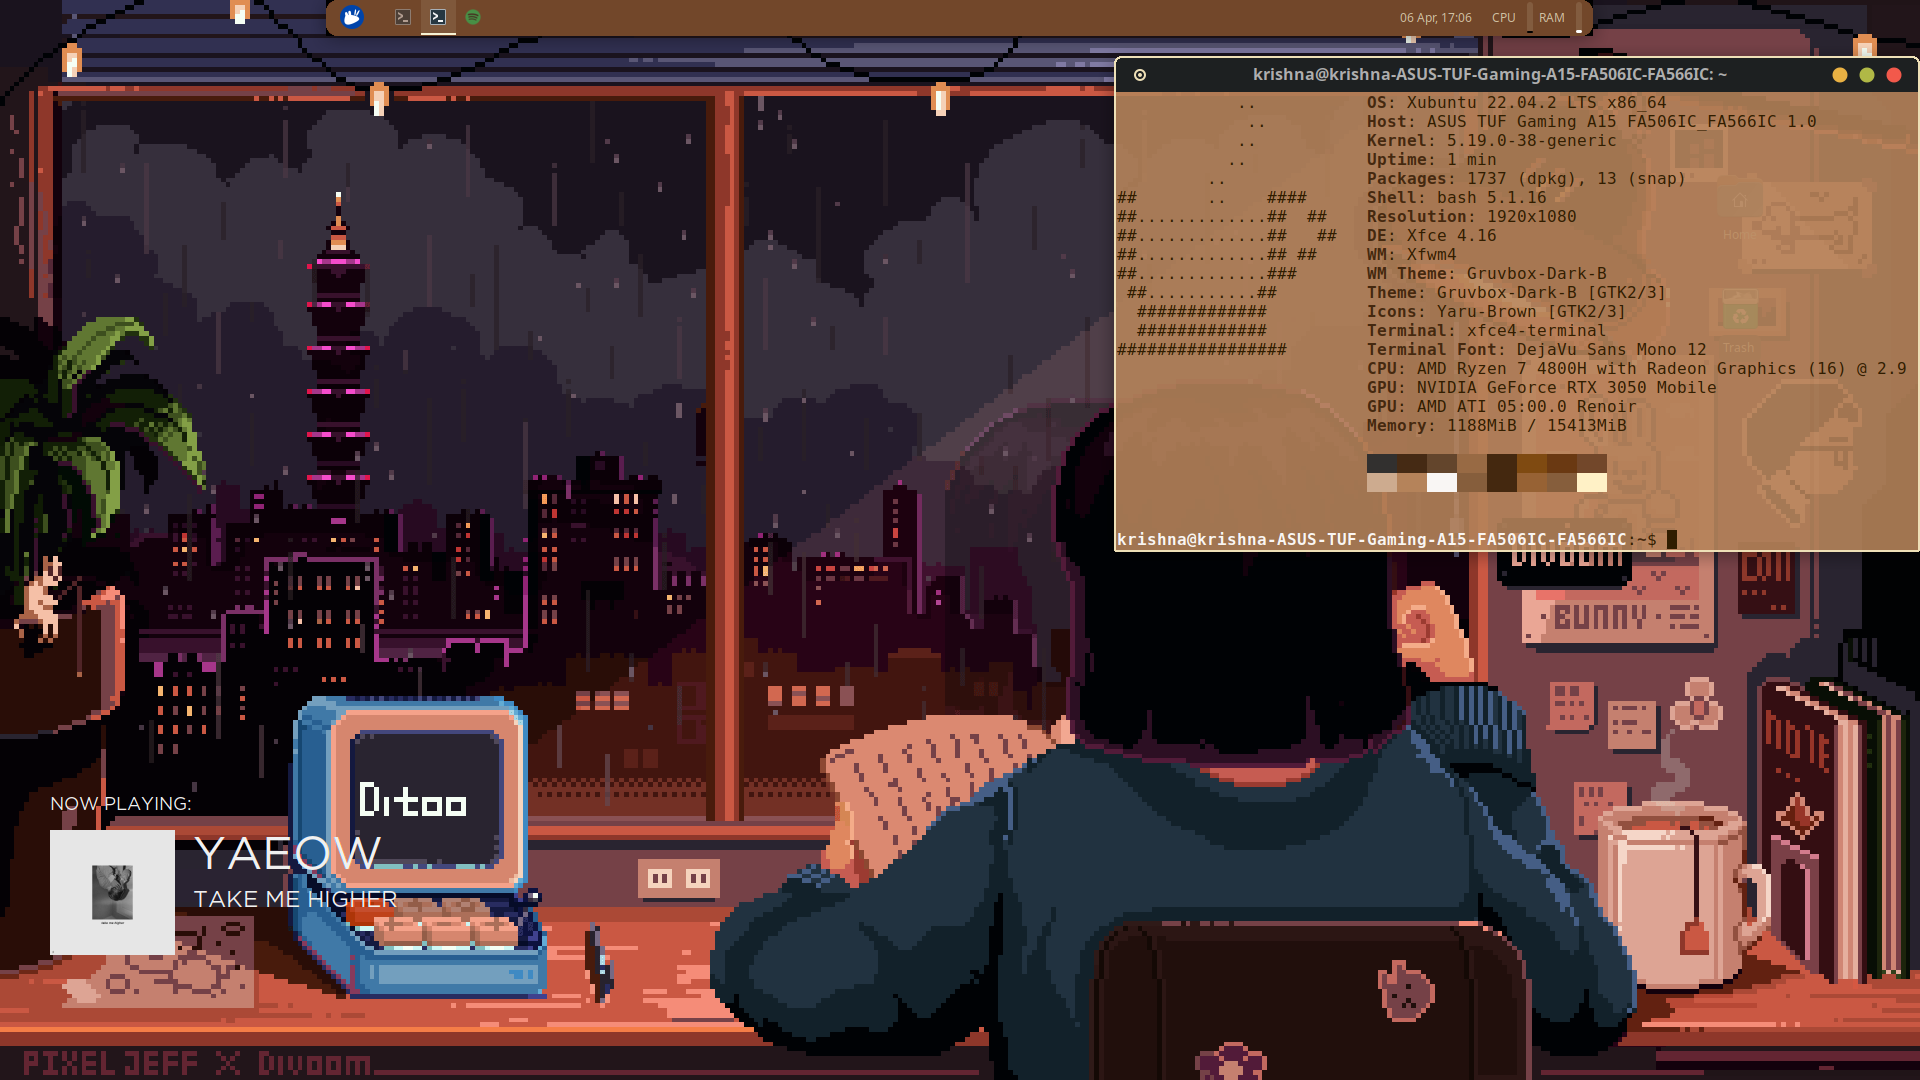 06 Apr, 17:06 CPU RAM
krishna@krishna-ASUS-TUF-Gaming-A15-FA506IC-FA566IC: ~
..
..
..
..
..
## .. ####
##.............## ##
##.............## ##
##.............## ##
##.............###
##...........##
#############
#############
#################
OS: Xubuntu 22.04.2 LTS x86_64
Host: ASUS TUF Gaming A15 FA506IC_FA566IC 1.0
Kernel: 5.19.0-38-generic
Uptime: 1 min
Packages: 1737 (dpkg), 13 (snap)
Shell: bash 5.1.16
Resolution: 1920x1080
DE: Xfce 4.16
WM: Xfwm4
WM Theme: Gruvbox-Dark-B
Theme: Gruvbox-Dark-B [GTK2/3]
Icons: Yaru-Brown [GTK2/3]
Terminal: xfce4-terminal
Terminal Font: DejaVu Sans Mono 12
CPU: AMD Ryzen 7 4800H with Radeon Graphics (16) @ 2.9
GPU: NVIDIA GeForce RTX 3050 Mobile
GPU: AMD ATI 05:00.0 Renoir
Memory: 1188MiB / 15413MiB
krishna@krishna-ASUS-TUF-Gaming-A15-FA506IC-FA566IC:~$
Home
Trash
BUNNY
Ditoo
NOW PLAYING:
YAEOW
TAKE ME HIGHER
PIXEL JEFF X Divoom